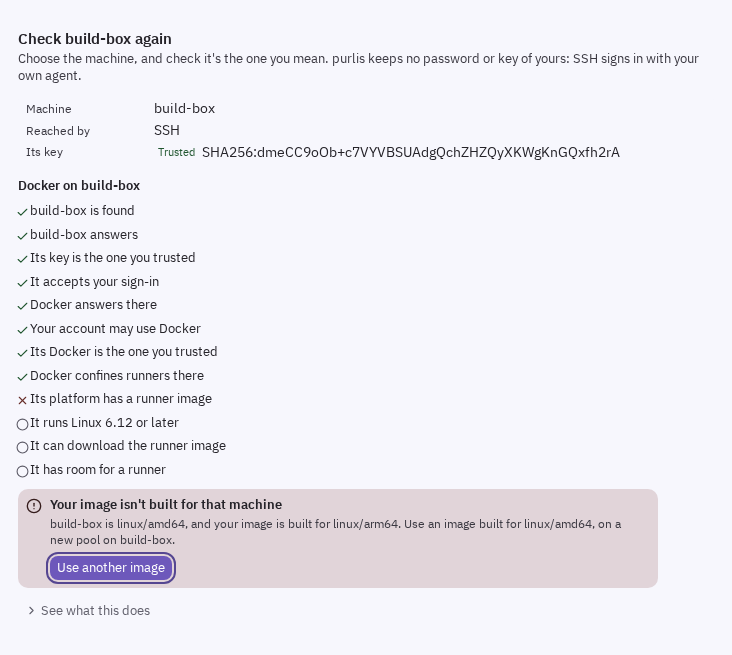 Check build-box again
Choose the machine, and check it's the one you mean. purlis keeps no password or key of yours: SSH signs in with your
own agent.
Machine build-box
Reached by SSH
Its key Trusted SHA256:dmeCC9oOb+c7VYVBSUAdgQchZHZQyXKWgKnGQxfh2rA
Docker on build-box
build-box is found
build-box answers
Its key is the one you trusted
It accepts your sign-in
Docker answers there
Your account may use Docker
Its Docker is the one you trusted
Docker confines runners there
Its platform has a runner image
It runs Linux 6.12 or later
It can download the runner image
It has room for a runner
Your image isn't built for that machine
build-box is linux/amd64, and your image is built for linux/arm64. Use an image built for linux/amd64, on a
new pool on build-box.
Use another image
See what this does